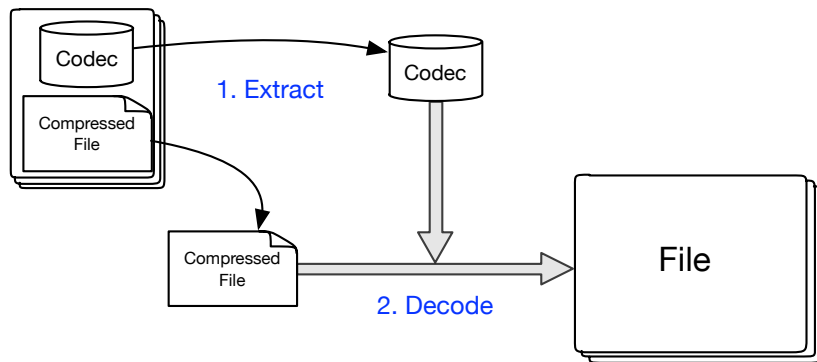 Codec
Compressed
File
1. Extract
Codec
Compressed
File
2. Decode
File